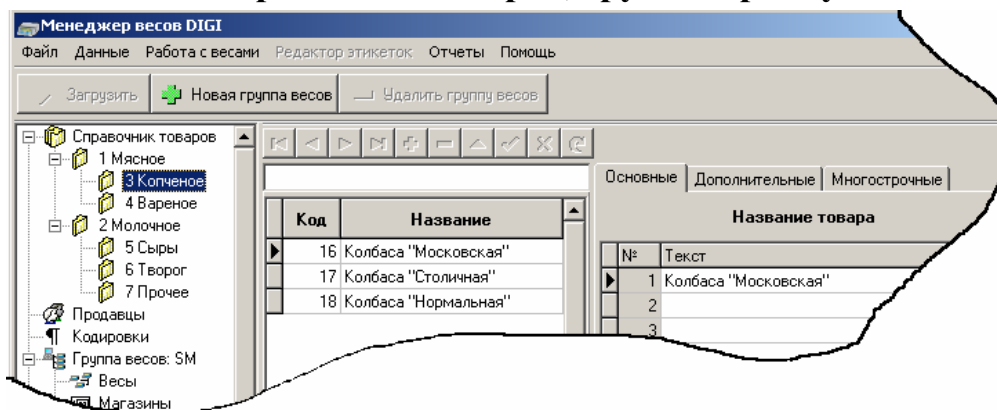 Менеджер весов DIGI
Файл Данные Работа с весами Редактор этикеток Отчеты Помощь
Загрузить Новая группа весов Удалить группу весов
Справочник товаров
1 Мясное
3 Копченое
4 Вареное
2 Молочное
5 Сыры
6 Творог
7 Прочее
Продавцы
Кодировки
Группа весов: SM
Весы
Магазины
Код Название
16 Колбаса "Московская"
17 Колбаса "Столичная"
18 Колбаса "Нормальная"
Основные Дополнительные Многострочные
Название товара
№ Текст
1 Колбаса "Московская"
2
3